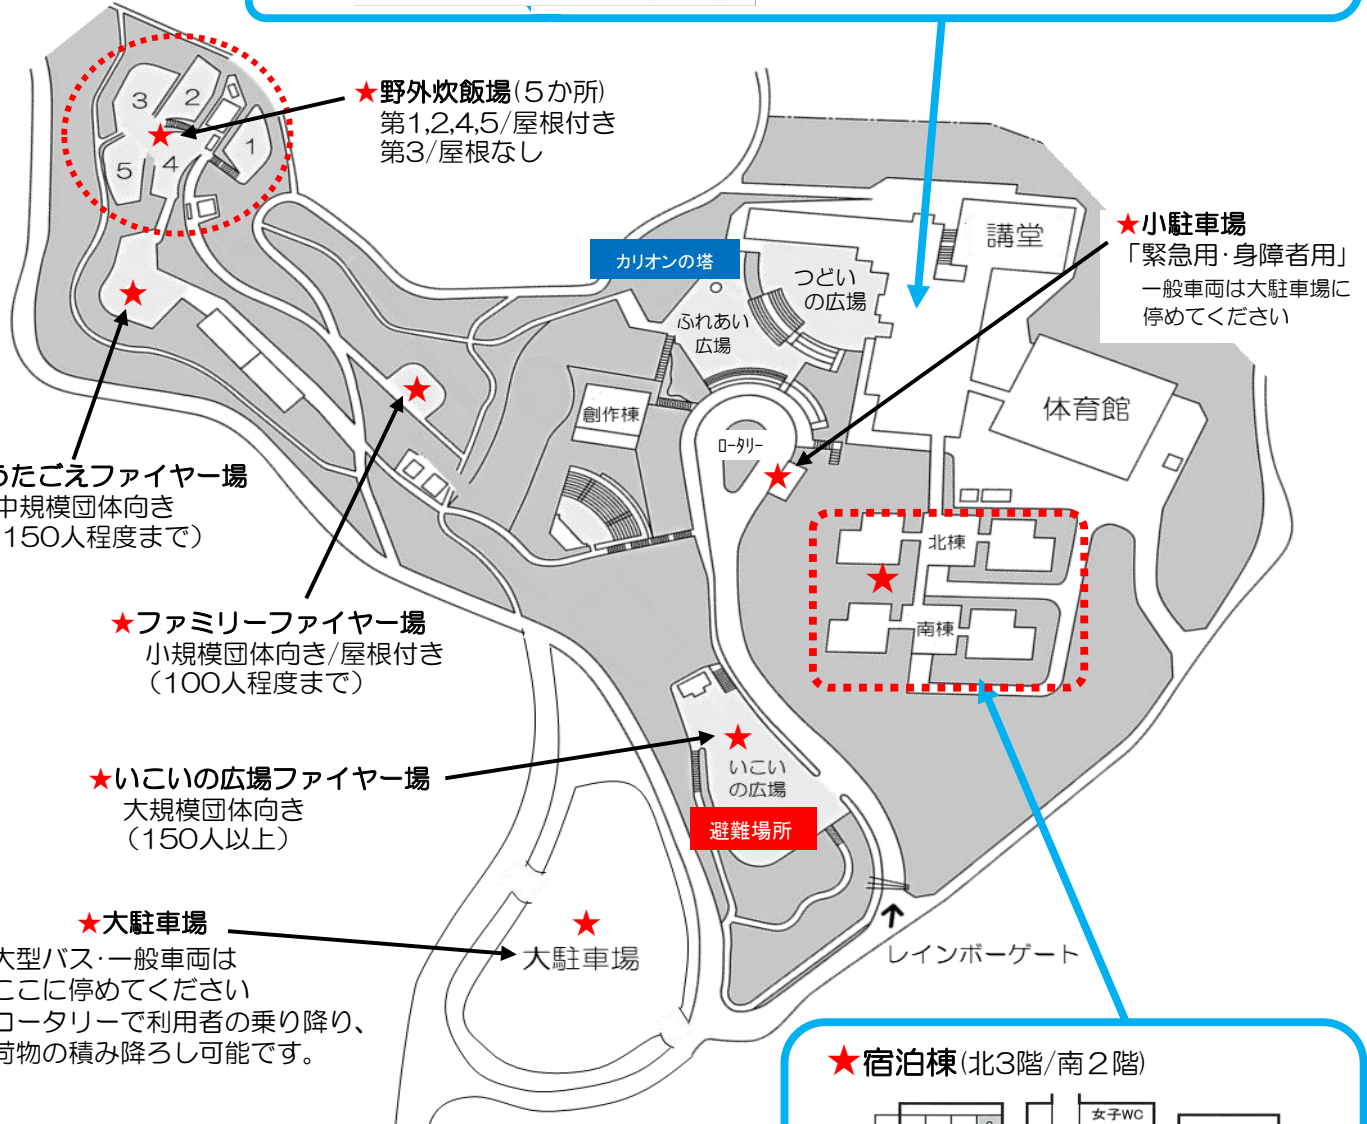 ★野外炊飯場(5か所)
第1,2,4,5/屋根付き
第3/屋根なし
3
2
1
5
4
★小駐車場
「緊急用・身障者用」
一般車両は大駐車場に
停めてください
講堂
カリオンの塔
つどい
の広場
ふれあい
広場
体育館
創作棟
ロータリー
うたごえファイヤー場
中規模団体向き
150人程度まで）
北棟
南棟
★ファミリーファイヤー場
小規模団体向き/屋根付き
（100人程度まで）
★いこいの広場ファイヤー場
大規模団体向き
（150人以上）
いこい
の広場
避難場所
★大駐車場
大型バス・一般車両は
ここに停めてください
ロータリーで利用者の乗り降り、
荷物の積み降ろし可能です。
大駐車場
レインボーゲート
★宿泊棟(北3階/南２階)
女子WC